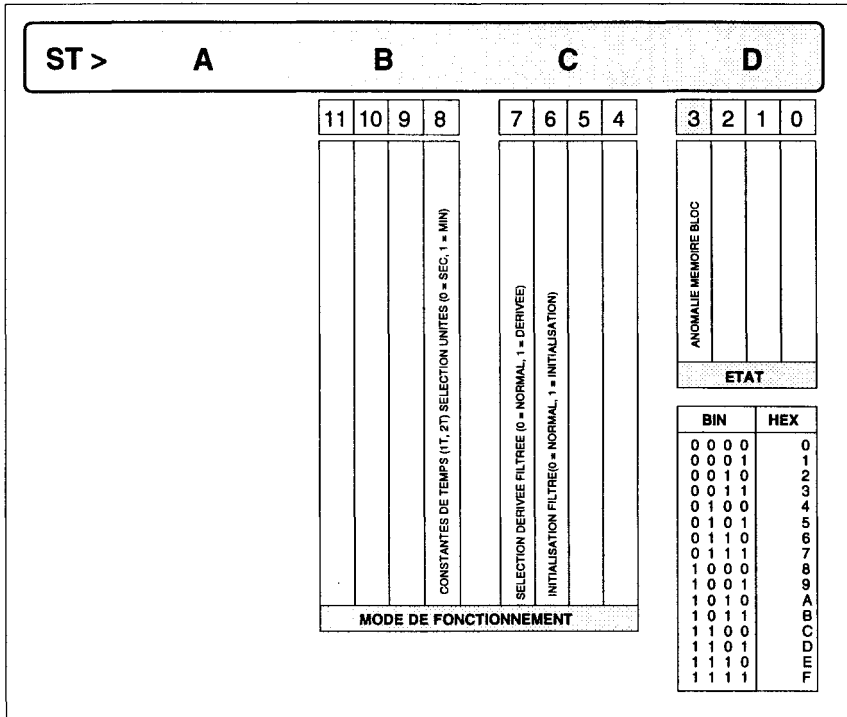 ST > A B C D
11 10 9 8 7 6 5 4 3 2 1 0
CONSTANTES DE TEMPS (1T, 2T) SELECTION UNITES (0 = SEC, 1 = MIN)
SELECTION DERIVEE FILTREE (0 = NORMAL, 1 = DERIVEE)
INITIALISATION FILTRE(0 = NORMAL, 1 = INITIALISATION)
MODE DE FONCTIONNEMENT
ANOMALIE MEMOIRE BLOC
ETAT
BIN HEX
0 0 0 0 0
0 0 0 1 1
0 0 1 0 2
0 0 1 1 3
0 1 0 0 4
0 1 0 1 5
0 1 1 0 6
0 1 1 1 7
1 0 0 0 8
1 0 0 1 9
1 0 1 0 A
1 0 1 1 B
1 1 0 0 C
1 1 0 1 D
1 1 1 0 E
1 1 1 1 F